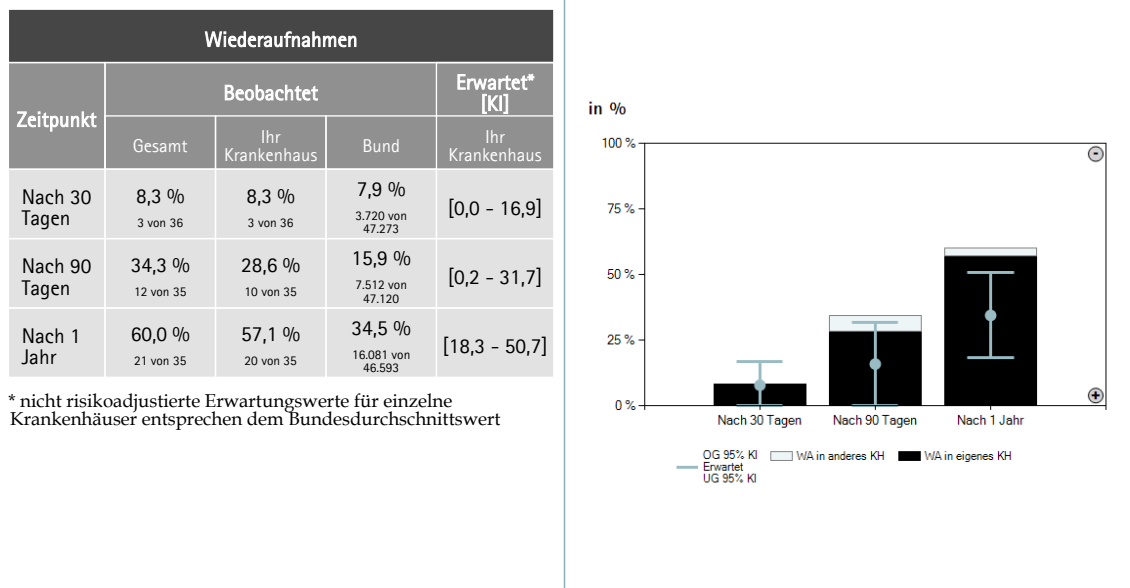 Wiederaufnahmen
Zeitpunkt
Beobachtet
Erwartet*
[KI]
Gesamt
Ihr
Krankenhaus
Bund
Ihr
Krankenhaus
Nach 30
Tagen
8,3 %
3 von 36
8,3 %
3 von 36
7,9 %
3.720 von
47.273
[0,0 - 16,9]
Nach 90
Tagen
34,3 %
12 von 35
28,6 %
10 von 35
15,9 %
7.512 von
47.120
[0,2 - 31,7]
Nach 1
Jahr
60,0 %
21 von 35
57,1 %
20 von 35
34,5 %
16.081 von
46.593
[18,3 - 50,7]
* nicht risikoadjustierte Erwartungswerte für einzelne
Krankenhäuser entsprechen dem Bundesdurchschnittswert
in %
100 %
75 %
50 %
25 %
0 %
Nach 30 Tagen
Nach 90 Tagen
Nach 1 Jahr
OG 95% KI
Erwartet
UG 95% KI
WA in anderes KH
WA in eigenes KH